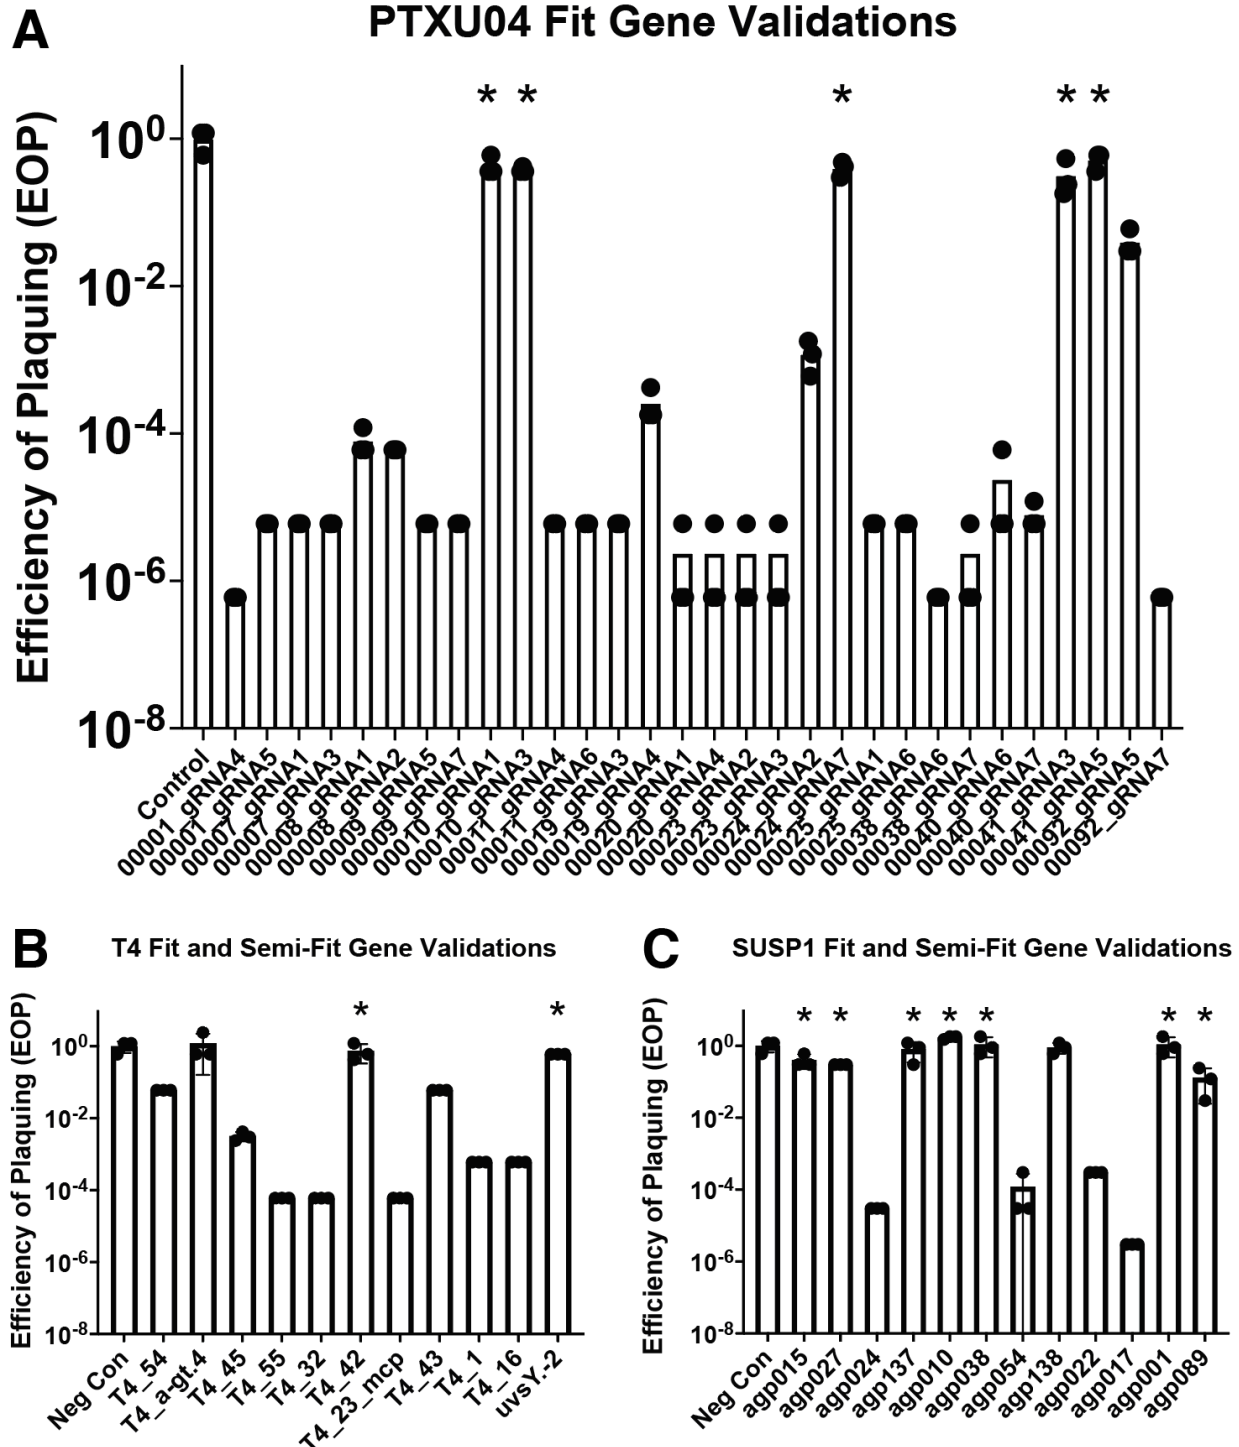 A
PTXU04 Fit Gene Validations
Efficiency of Plaquing (EOP)
* * * * *
10^0
10^-2
10^-4
10^-6
10^-8
Control
00001_gRNA4
00001_gRNA5
00007_gRNA1
00007_gRNA3
00008_gRNA1
00008_gRNA2
00009_gRNA5
00009_gRNA7
00010_gRNA1
00010_gRNA3
00011_gRNA4
00011_gRNA6
00019_gRNA3
00019_gRNA4
00020_gRNA1
00020_gRNA4
00023_gRNA2
00023_gRNA3
00024_gRNA2
00024_gRNA7
00025_gRNA1
00025_gRNA6
00038_gRNA6
00038_gRNA7
00040_gRNA6
00040_gRNA7
00041_gRNA3
00041_gRNA5
00092_gRNA5
00092_gRNA7
B
T4 Fit and Semi-Fit Gene Validations
Efficiency of Plaquing (EOP)
* *
10^0
10^-2
10^-4
10^-6
10^-8
Neg Con
T4_54
T4_a-gt.4
T4_45
T4_55
T4_32
T4_42
T4_23_mcp
T4_43
T4_1
T4_16
uvsY.-2
C
SUSP1 Fit and Semi-Fit Gene Validations
Efficiency of Plaquing (EOP)
* * * * * * *
10^0
10^-2
10^-4
10^-6
10^-8
Neg Con
agp015
agp027
agp024
agp137
agp010
agp038
agp054
agp138
agp022
agp017
agp001
agp089